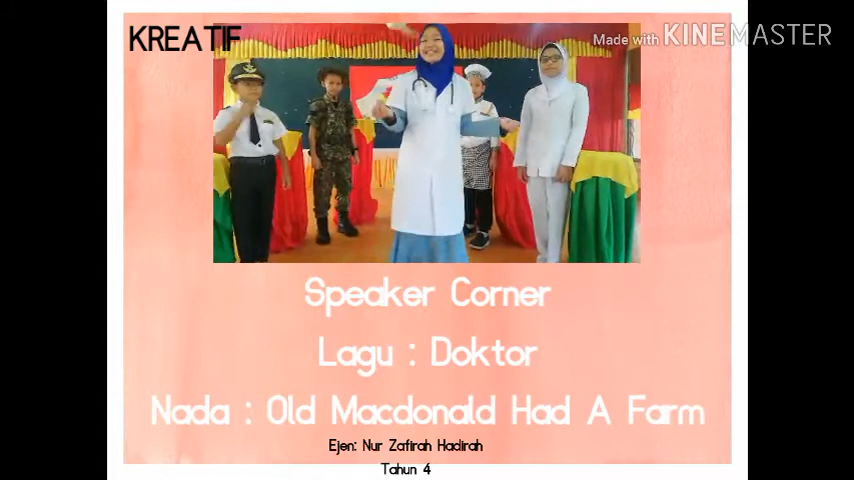 KREATIF
Made with KINEMASTER
Speaker Corner
Lagu : Doktor
Nada : Old Macdonald Had A Farm
Ejen: Nur Zafirah Hadirah
Tahun 4